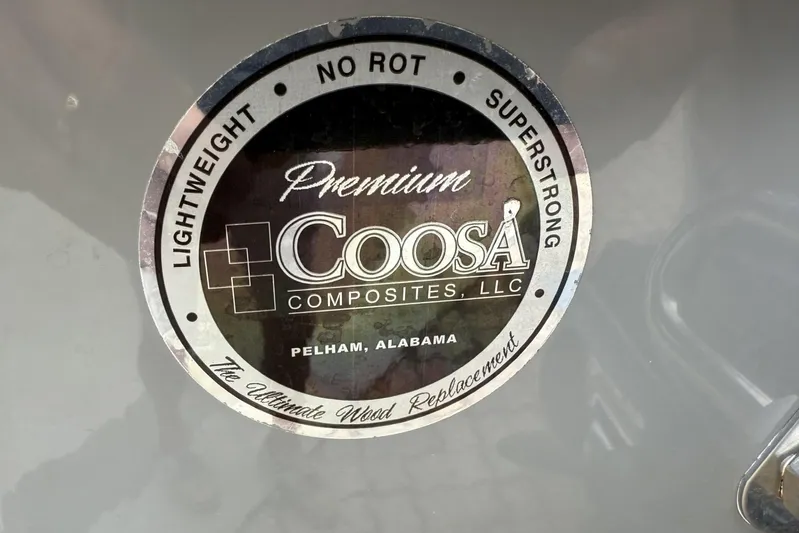 LIGHTWEIGHT • NO ROT • SUPERSTRONG
Premium
COOSA
COMPOSITES, LLC
PELHAM, ALABAMA
The Ultimate Wood Replacement